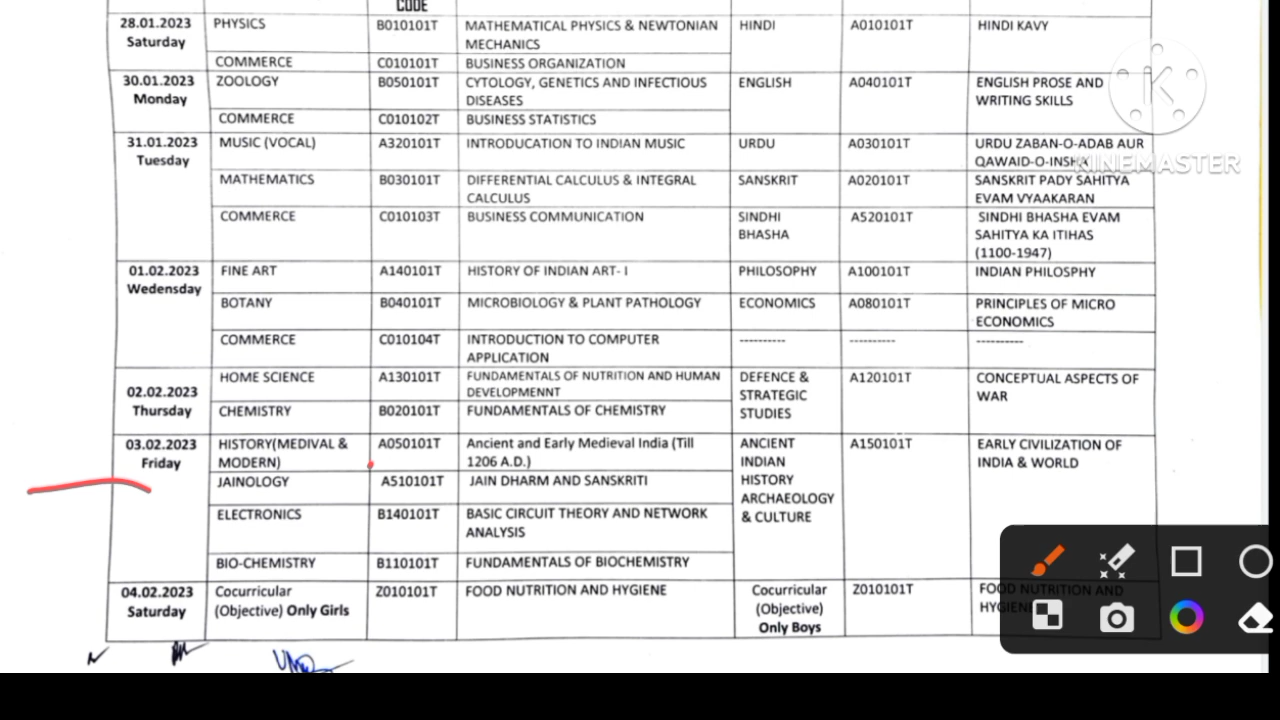 CODE
28.01.2023 PHYSICS B010101T MATHEMATICAL PHYSICS & NEWTONIAN HINDI A010101T HINDI KAVY
Saturday MECHANICS
COMMERCE C010101T BUSINESS ORGANIZATION
30.01.2023 ZOOLOGY B050101T CYTOLOGY, GENETICS AND INFECTIOUS ENGLISH A040101T ENGLISH PROSE AND
Monday DISEASES WRITING SKILLS
COMMERCE C010102T BUSINESS STATISTICS
31.01.2023 MUSIC (VOCAL) A320101T INTRODUCATION TO INDIAN MUSIC URDU A030101T URDU ZABAN-O-ADAB AUR
Tuesday QAWAID-O-INSHA
KINEMASTER
MATHEMATICS B030101T DIFFERENTIAL CALCULUS & INTEGRAL SANSKRIT A020101T SANSKRIT PADY SAHITYA
CALCULUS EVAM VYAAKARAN
COMMERCE C010103T BUSINESS COMMUNICATION SINDHI A520101T SINDHI BHASHA EVAM
BHASHA SAHITYA KA ITIHAS
(1100-1947)
01.02.2023 FINE ART A140101T HISTORY OF INDIAN ART- I PHILOSOPHY A100101T INDIAN PHILOSPHY
Wedensday
BOTANY B040101T MICROBIOLOGY & PLANT PATHOLOGY ECONOMICS A080101T PRINCIPLES OF MICRO
ECONOMICS
COMMERCE C010104T INTRODUCTION TO COMPUTER ---------- ---------- ----------
APPLICATION
02.02.2023 HOME SCIENCE A130101T FUNDAMENTALS OF NUTRITION AND HUMAN DEFENCE & A120101T CONCEPTUAL ASPECTS OF
DEVELOPMENNT STRATEGIC WAR
Thursday CHEMISTRY B020101T FUNDAMENTALS OF CHEMISTRY STUDIES
03.02.2023 HISTORY(MEDIVAL & A050101T Ancient and Early Medieval India (Till ANCIENT A150101T EARLY CIVILIZATION OF
Friday MODERN) 1206 A.D.) INDIAN INDIA & WORLD
JAINOLOGY A510101T JAIN DHARM AND SANSKRITI HISTORY
ARCHAEOLOGY
ELECTRONICS B140101T BASIC CIRCUIT THEORY AND NETWORK & CULTURE
ANALYSIS
BIO-CHEMISTRY B110101T FUNDAMENTALS OF BIOCHEMISTRY
04.02.2023 Cocurricular Z010101T FOOD NUTRITION AND HYGIENE Cocurricular Z010101T FOOD NUTRITION AND
Saturday (Objective) Only Girls (Objective) HYGIENE
Only Boys